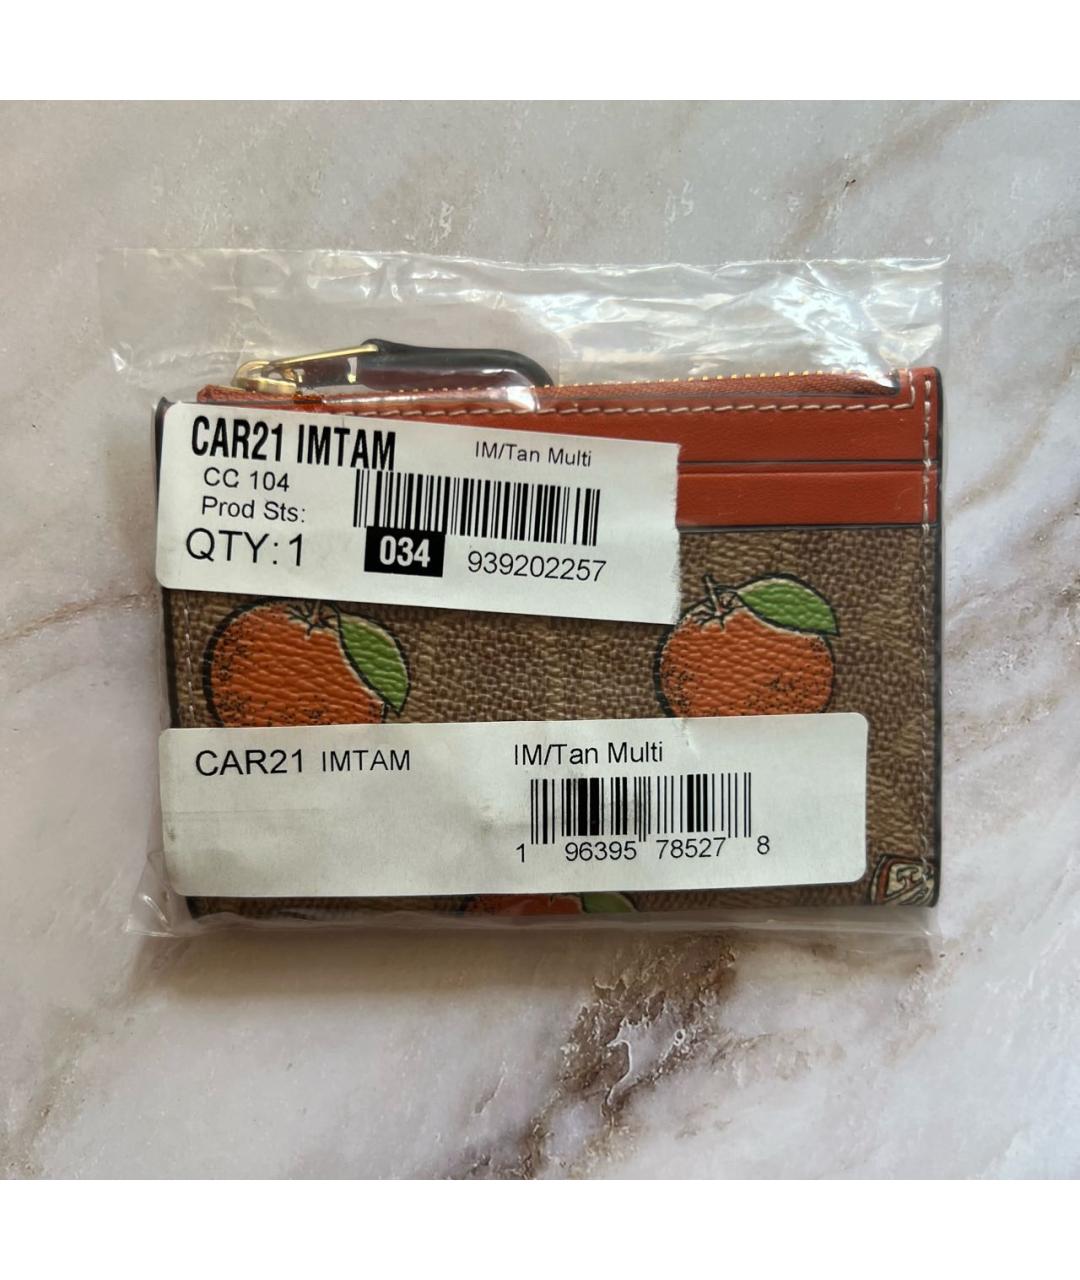 CAR21 IMTAM IM/Tan Multi
CC 104
Prod Sts:
QTY: 1 034 939202257
CAR21 IMTAM IM/Tan Multi
1 96395 78527 8